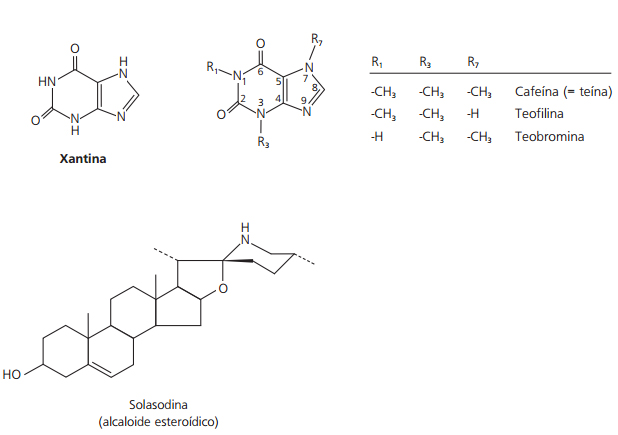 O
HN
O
N
H
H
N
N
Xantina
O
R₁
N
O
N
R₃
R₇
N
N
1
2
3
4
5
6
7
8
9
R₁ R₃ R₇
-CH₃ -CH₃ -CH₃ Cafeína (= teína)
-CH₃ -CH₃ -H Teofilina
-H -CH₃ -CH₃ Teobromina
H
N
O
HO
Solasodina
(alcaloide esteroídico)